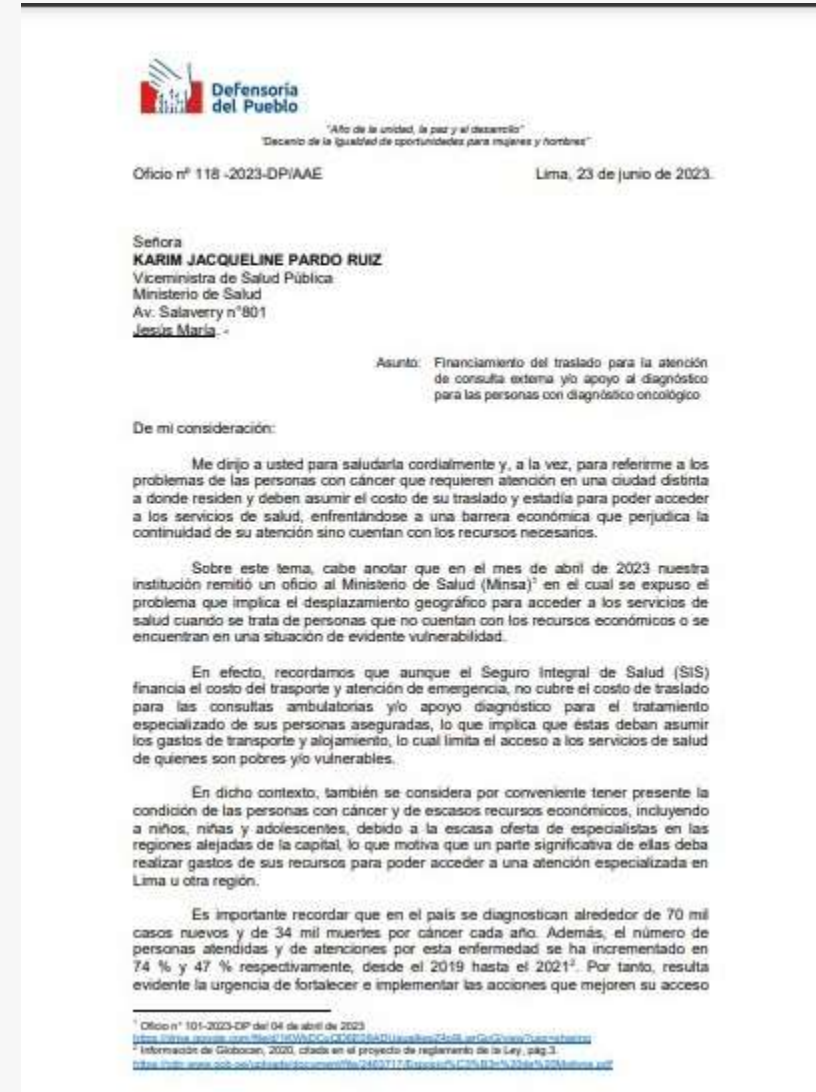 Defensoría
del Pueblo
"Año de la unidad, la paz y el desarrollo"
"Decenio de la Igualdad de oportunidades para mujeres y hombres"
Oficio nº 118 -2023-DP/AAE Lima, 23 de junio de 2023.
Señora
KARIM JACQUELINE PARDO RUIZ
Viceministra de Salud Pública
Ministerio de Salud
Av. Salaverry n°801
Jesús María. -
Asunto: Financiamiento del traslado para la atención
de consulta externa y/o apoyo al diagnóstico
para las personas con diagnóstico oncológico
De mi consideración:
Me dirijo a usted para saludarla cordialmente y, a la vez, para referirme a los
problemas de las personas con cáncer que requieren atención en una ciudad distinta
a donde residen y deben asumir el costo de su traslado y estadía para poder acceder
a los servicios de salud, enfrentándose a una barrera económica que perjudica la
continuidad de su atención sino cuentan con los recursos necesarios.
Sobre este tema, cabe anotar que en el mes de abril de 2023 nuestra
institución remitió un oficio al Ministerio de Salud (Minsa)¹ en el cual se expuso el
problema que implica el desplazamiento geográfico para acceder a los servicios de
salud cuando se trata de personas que no cuentan con los recursos económicos o se
encuentran en una situación de evidente vulnerabilidad.
En efecto, recordamos que aunque el Seguro Integral de Salud (SIS)
financia el costo del trasporte y atención de emergencia, no cubre el costo de traslado
para las consultas ambulatorias y/o apoyo diagnóstico para el tratamiento
especializado de sus personas aseguradas, lo que implica que éstas deban asumir
los gastos de transporte y alojamiento, lo cual limita el acceso a los servicios de salud
de quienes son pobres y/o vulnerables.
En dicho contexto, también se considera por conveniente tener presente la
condición de las personas con cáncer y de escasos recursos económicos, incluyendo
a niños, niñas y adolescentes, debido a la escasa oferta de especialistas en las
regiones alejadas de la capital, lo que motiva que un parte significativa de ellas deba
realizar gastos de sus recursos para poder acceder a una atención especializada en
Lima u otra región.
Es importante recordar que en el país se diagnostican alrededor de 70 mil
casos nuevos y de 34 mil muertes por cáncer cada año. Además, el número de
personas atendidas y de atenciones por esta enfermedad se ha incrementado en
74 % y 47 % respectivamente, desde el 2019 hasta el 2021². Por tanto, resulta
evidente la urgencia de fortalecer e implementar las acciones que mejoren su acceso
¹ Oficio n° 101-2023-DP del 04 de abril de 2023
² Información de Globocan, 2020, citada en el proyecto de reglamento de la Ley, pág.3.